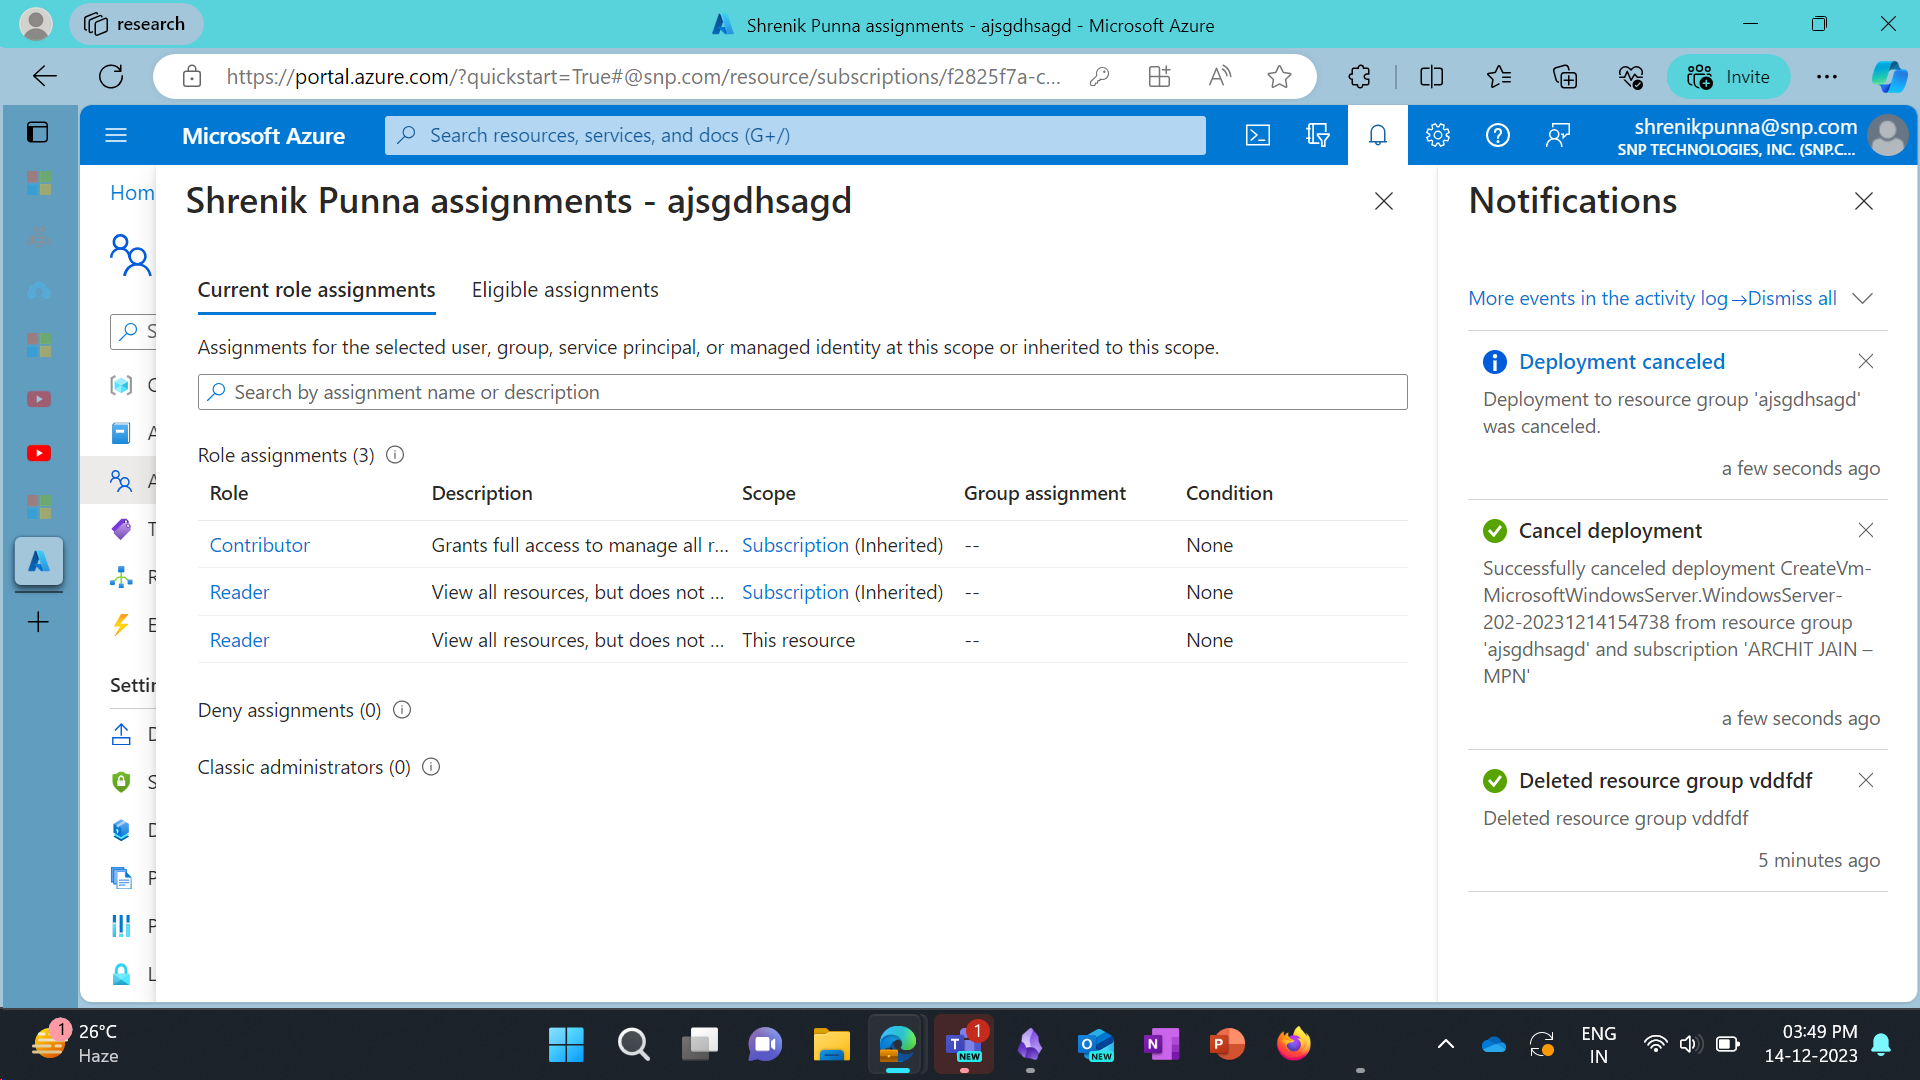 research
Shrenik Punna assignments - ajsgdhsagd - Microsoft Azure
https://portal.azure.com/?quickstart=True#@snp.com/resource/subscriptions/f2825f7a-c...
Invite
Microsoft Azure
Search resources, services, and docs (G+/)
shrenikpunna@snp.com
SNP TECHNOLOGIES, INC. (SNP.C...
Hom
Shrenik Punna assignments - ajsgdhsagd
Current role assignments
Eligible assignments
Assignments for the selected user, group, service principal, or managed identity at this scope or inherited to this scope.
Search by assignment name or description
Role assignments (3)
Role Description Scope Group assignment Condition
Contributor Grants full access to manage all r... Subscription (Inherited) -- None
Reader View all resources, but does not ... Subscription (Inherited) -- None
Reader View all resources, but does not ... This resource -- None
Deny assignments (0)
Classic administrators (0)
S
C
A
A
T
R
E
Settin
D
S
D
P
P
L
Notifications
More events in the activity log→ Dismiss all
Deployment canceled
Deployment to resource group 'ajsgdhsagd'
was canceled.
a few seconds ago
Cancel deployment
Successfully canceled deployment CreateVm-
MicrosoftWindowsServer.WindowsServer-
202-20231214154738 from resource group
'ajsgdhsagd' and subscription 'ARCHIT JAIN –
MPN'
a few seconds ago
Deleted resource group vddfdf
Deleted resource group vddfdf
5 minutes ago
1
26°C
Haze
1
NEW
NEW
ENG
IN
03:49 PM
14-12-2023